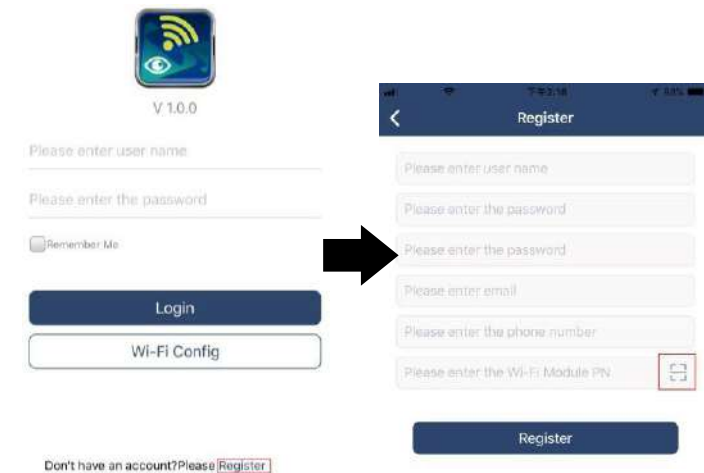 V 1.0.0
Please enter user name
Please enter the password
Remember Me
Login
Wi-Fi Config
Don't have an account?Please Register
Register
Please enter user name
Please enter the password
Please enter the password
Please enter email
Please enter the phone number
Please enter the Wi-Fi Module PN
Register